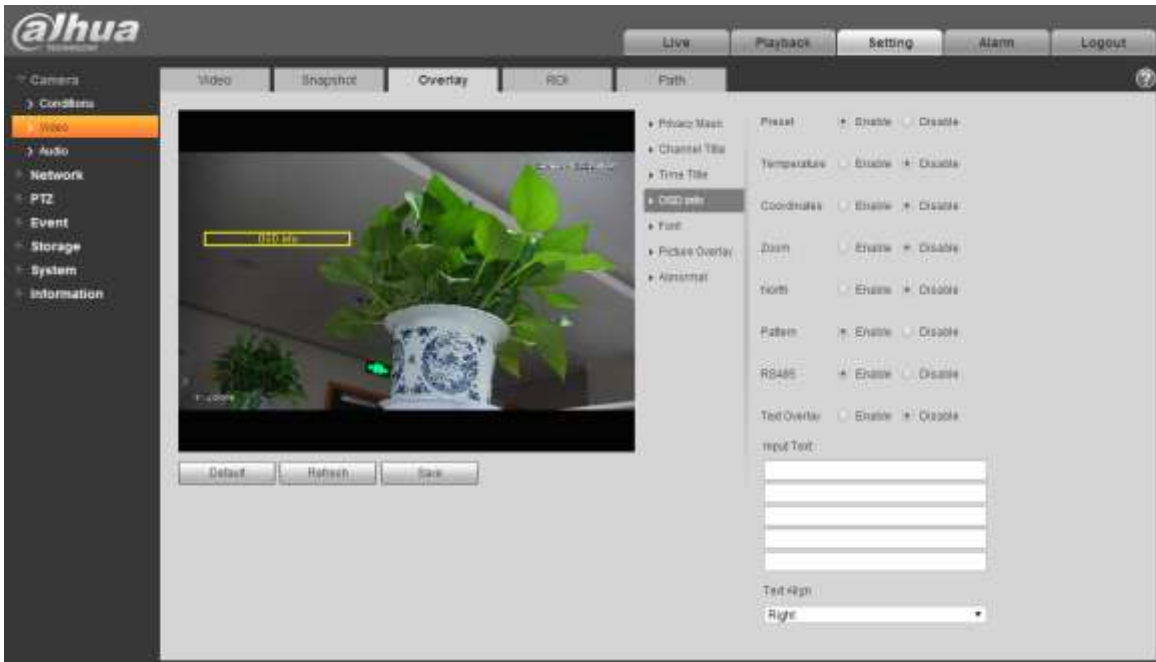 alhua
TECHNOLOGY
Live
Playback
Setting
Alarm
Logout
Camera
Conditions
Video
Audio
Network
PTZ
Event
Storage
System
Information
Video
Snapshot
Overlay
ROI
Path
OSD info
Default
Refresh
Save
Privacy Mask
Channel Title
Time Title
OSD info
Font
Picture Overlay
Abnormal
Preset Enable Disable
Temperature Enable Disable
Coordinates Enable Disable
Zoom Enable Disable
North Enable Disable
Pattern Enable Disable
RS485 Enable Disable
Text Overlay Enable Disable
Input Text
Text Align
Right